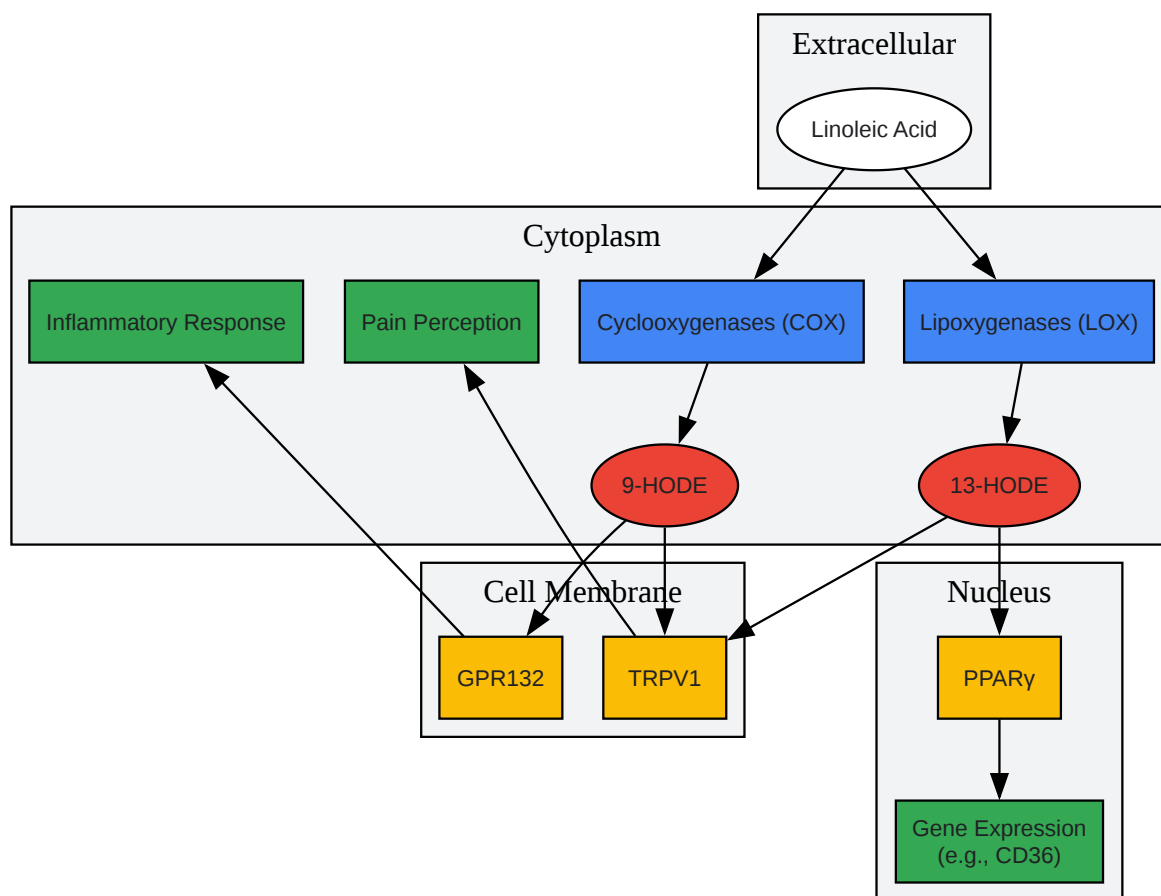 Extracellular
Linoleic Acid
Cytoplasm
Inflammatory Response
Pain Perception
Cyclooxygenases (COX)
Lipoxygenases (LOX)
9-HODE
13-HODE
Cell Membrane
Nucleus
GPR132
TRPV1
PPARγ
Gene Expression
(e.g., CD36)